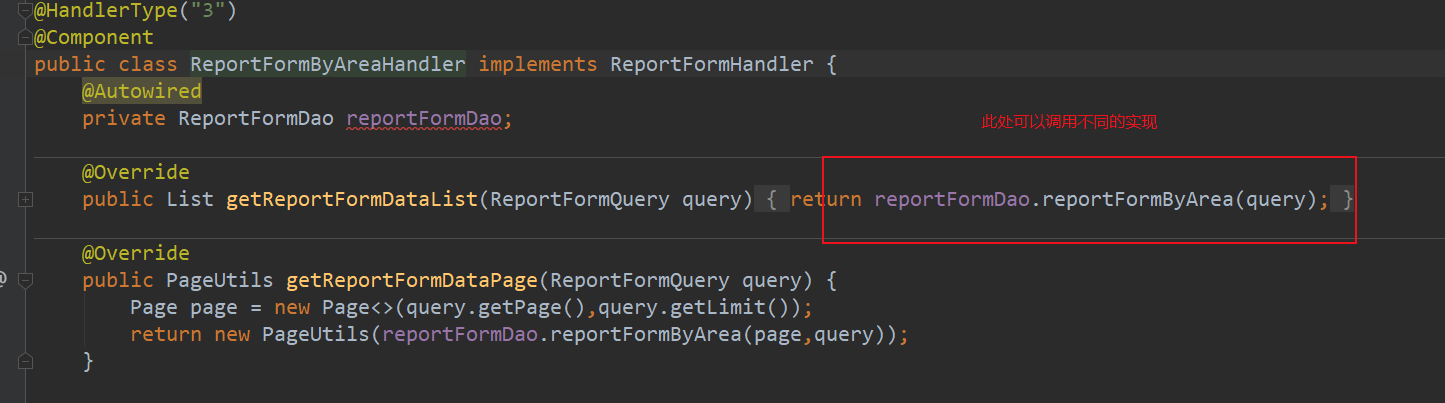 @HandlerType("3")
@Component
public class ReportFormByAreaHandler implements ReportFormHandler {
@Autowired
private ReportFormDao reportFormDao;
此处可以调用不同的实现
@Override
public List getReportFormDataList(ReportFormQuery query) { return reportFormDao.reportFormByArea(query); }
@Override
public PageUtils getReportFormDataPage(ReportFormQuery query) {
Page page = new Page<>(query.getPage(),query.getLimit());
return new PageUtils(reportFormDao.reportFormByArea(page,query));
}